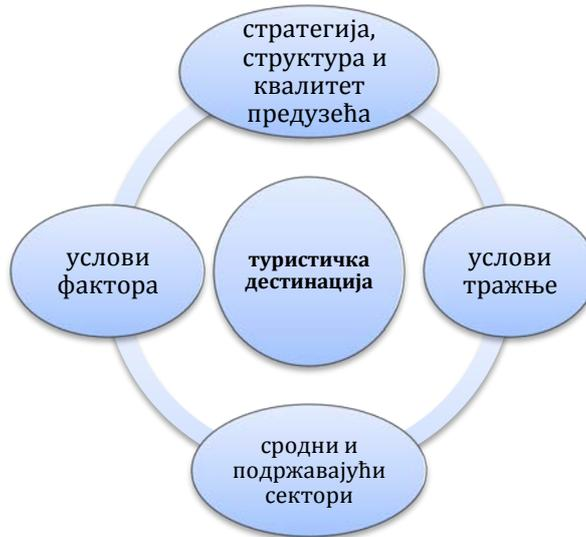 стратегија,
структура и
квалитет
предузећа
услови
фактора
туристичка
дестинација
услови
тражње
сродни и
подржавајући
сектори